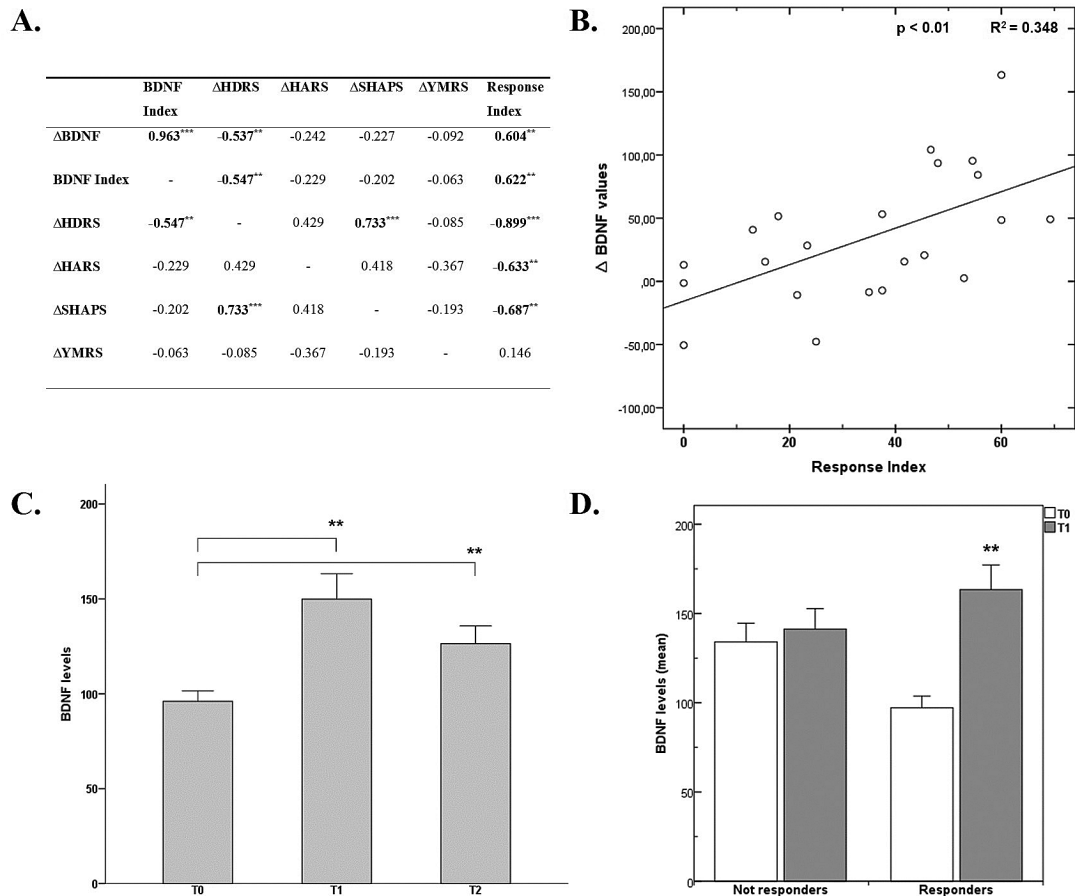 A.
BDNF ΔHDRS ΔHARS ΔSHAPS ΔYMRS Response
Index Index
ΔBDNF 0.963*** -0.537** -0.242 -0.227 -0.092 0.604**
BDNF Index - -0.547** -0.229 -0.202 -0.063 0.622**
ΔHDRS -0.547** - 0.429 0.733*** -0.085 -0.899***
ΔHARS -0.229 0.429 - 0.418 -0.367 -0.633**
ΔSHAPS -0.202 0.733*** 0.418 - -0.193 -0.687**
ΔYMRS -0.063 -0.085 -0.367 -0.193 - 0.146
B.
p < 0.01 R² = 0.348
200,00
150,00
100,00
50,00
,00
-50,00
-100,00
Δ BDNF values
0 20 40 60
Response Index
C.
200
150
100
50
0
BDNF levels
**
**
T0 T1 T2
D.
T0
T1
200
150
100
50
0
BDNF levels (mean)
**
Not responders Responders